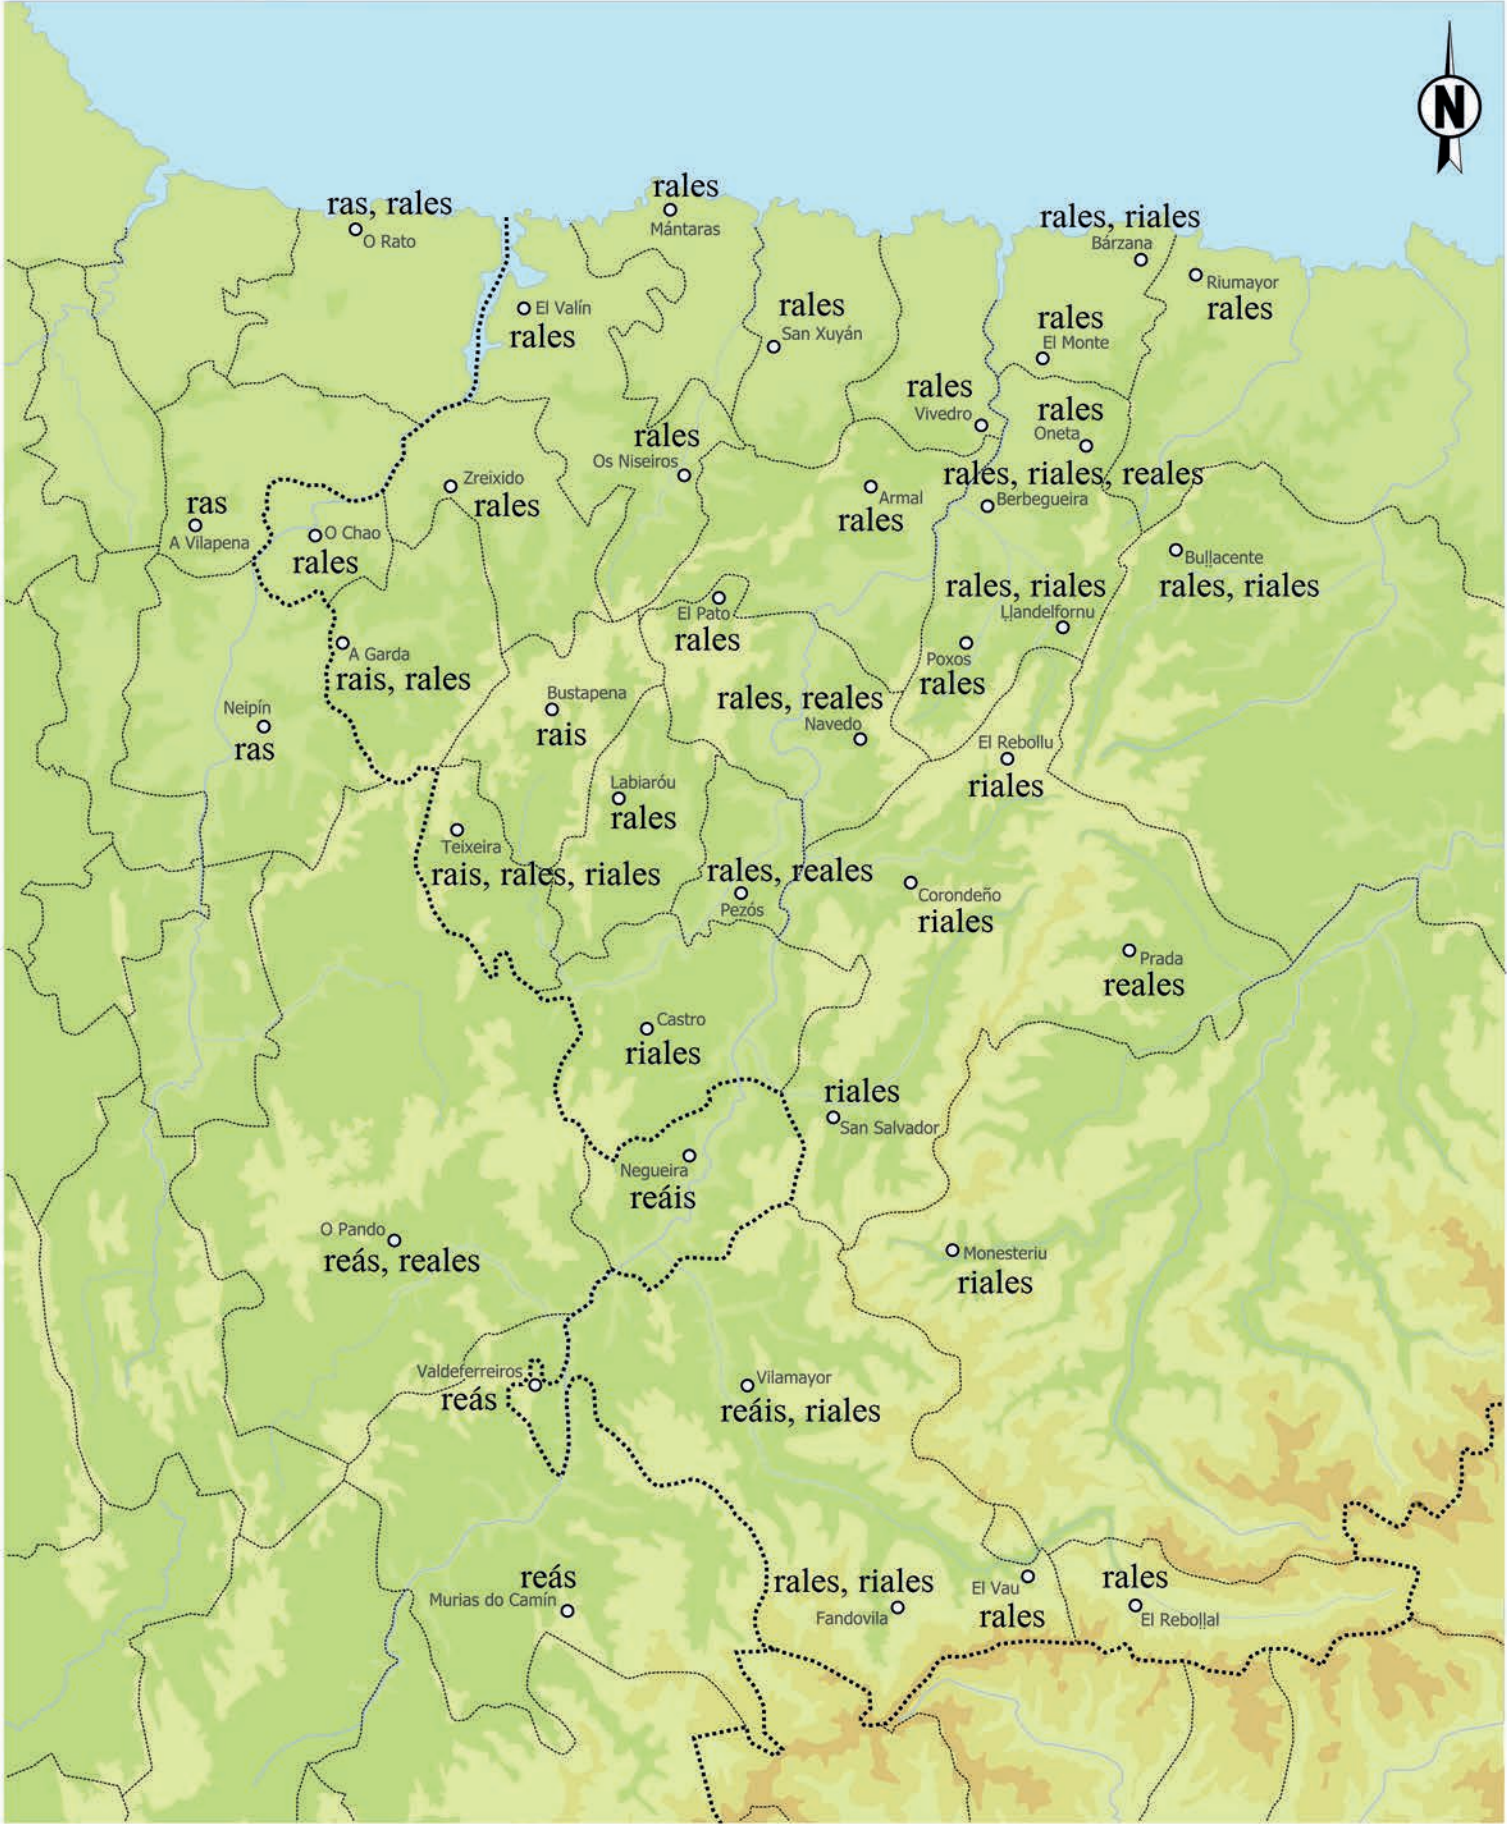 N
rales
ras, rales
Mántaras
O Rato
rales, riales
Bárzana
Riumayor
rales
El Valín
rales
rales
San Xuyán
rales
El Monte
rales
Vivedro
rales
Oneta
rales
Os Niseiros
rales, riales, reales
Berbegueira
Zreixido
rales
Armal
rales
ras
A Vilapena
O Chao
rales
Buḷḷacente
rales, riales
rales, riales
Ḷḷandelfornu
El Pato
rales
A Garda
rais, rales
Poxos
rales
Bustapena
rais
rales, reales
Navedo
Neipín
ras
El Rebollu
riales
Labiaróu
rales
Teixeira
rais, rales, riales
rales, reales
Pezós
Corondeño
riales
Prada
reales
Castro
riales
riales
San Salvador
Negueira
reáis
O Pando
reás, reales
Monesteriu
riales
Valdeferreiros
reás
Vilamayor
reáis, riales
reás
Murias do Camín
rales, riales
Fandovila
El Vau
rales
rales
El Reboḷḷal